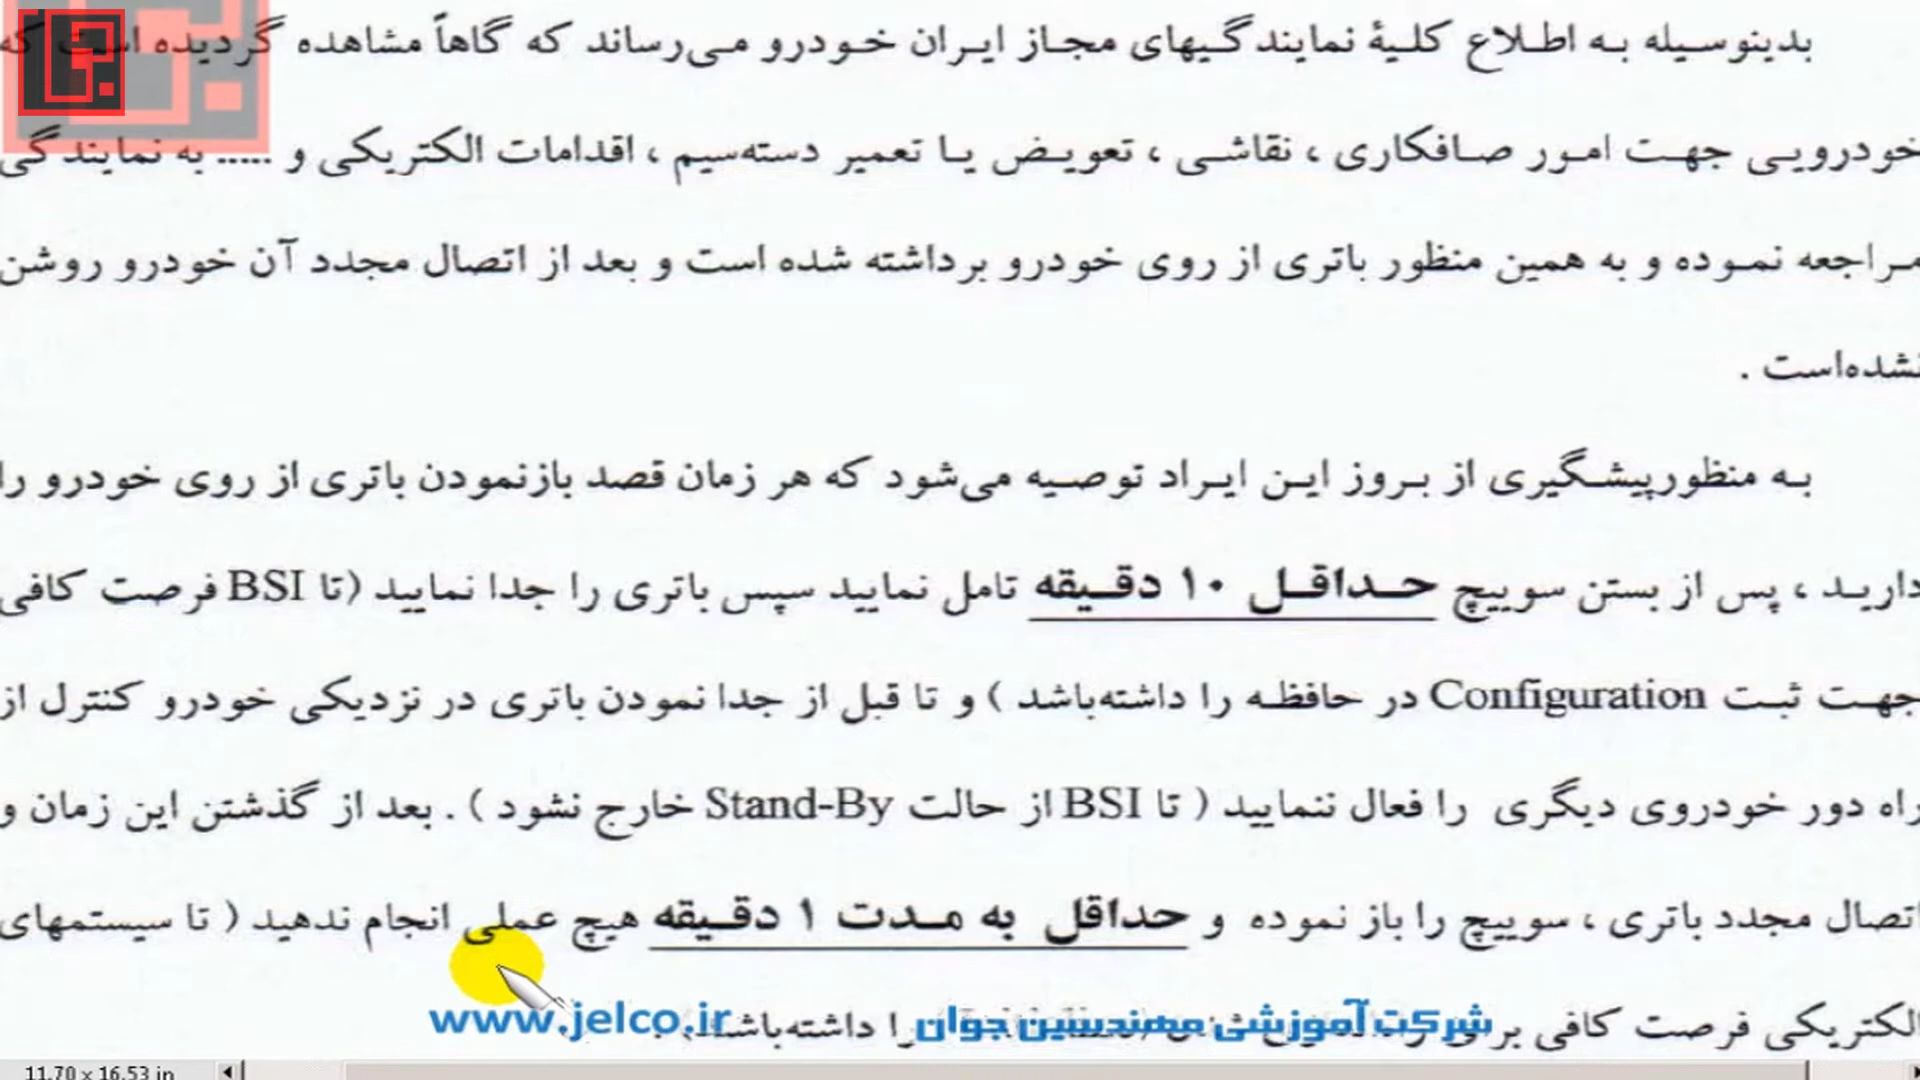 بدینوسیله به اطلاع کلیهٔ نمایندگیهای مجاز ایران خودرو می‌رساند که گاهاً مشاهده گردیده است که
خودرویی جهت امور صافکاری ، نقاشی ، تعویض یا تعمیر دسته‌سیم ، اقدامات الکتریکی و ..... به نمایندگی
مراجعه نموده و به همین منظور باتری از روی خودرو برداشته شده است و بعد از اتصال مجدد آن خودرو روشن
نشده‌است .
به منظورپیشگیری از بروز این ایراد توصیه می‌شود که هر زمان قصد بازنمودن باتری از روی خودرو را
دارید ، پس از بستن سوییچ حداقل ۱۰ دقیقه تامل نمایید سپس باتری را جدا نمایید (تا BSI فرصت کافی
جهت ثبت Configuration در حافظه را داشته‌باشد ) و تا قبل از جدا نمودن باتری در نزدیکی خودرو کنترل از
راه دور خودروی دیگری را فعال ننمایید ( تا BSI از حالت Stand-By خارج نشود ) . بعد از گذشتن این زمان و
اتصال مجدد باتری ، سوییچ را باز نموده و حداقل به مدت ۱ دقیقه هیچ عملی انجام ندهید ( تا سیستمهای
الکتریکی فرصت کافی را داشته‌باشند
شرکت آموزشی مهندسین جوان www.jelco.ir
11.70 x 16.53 in